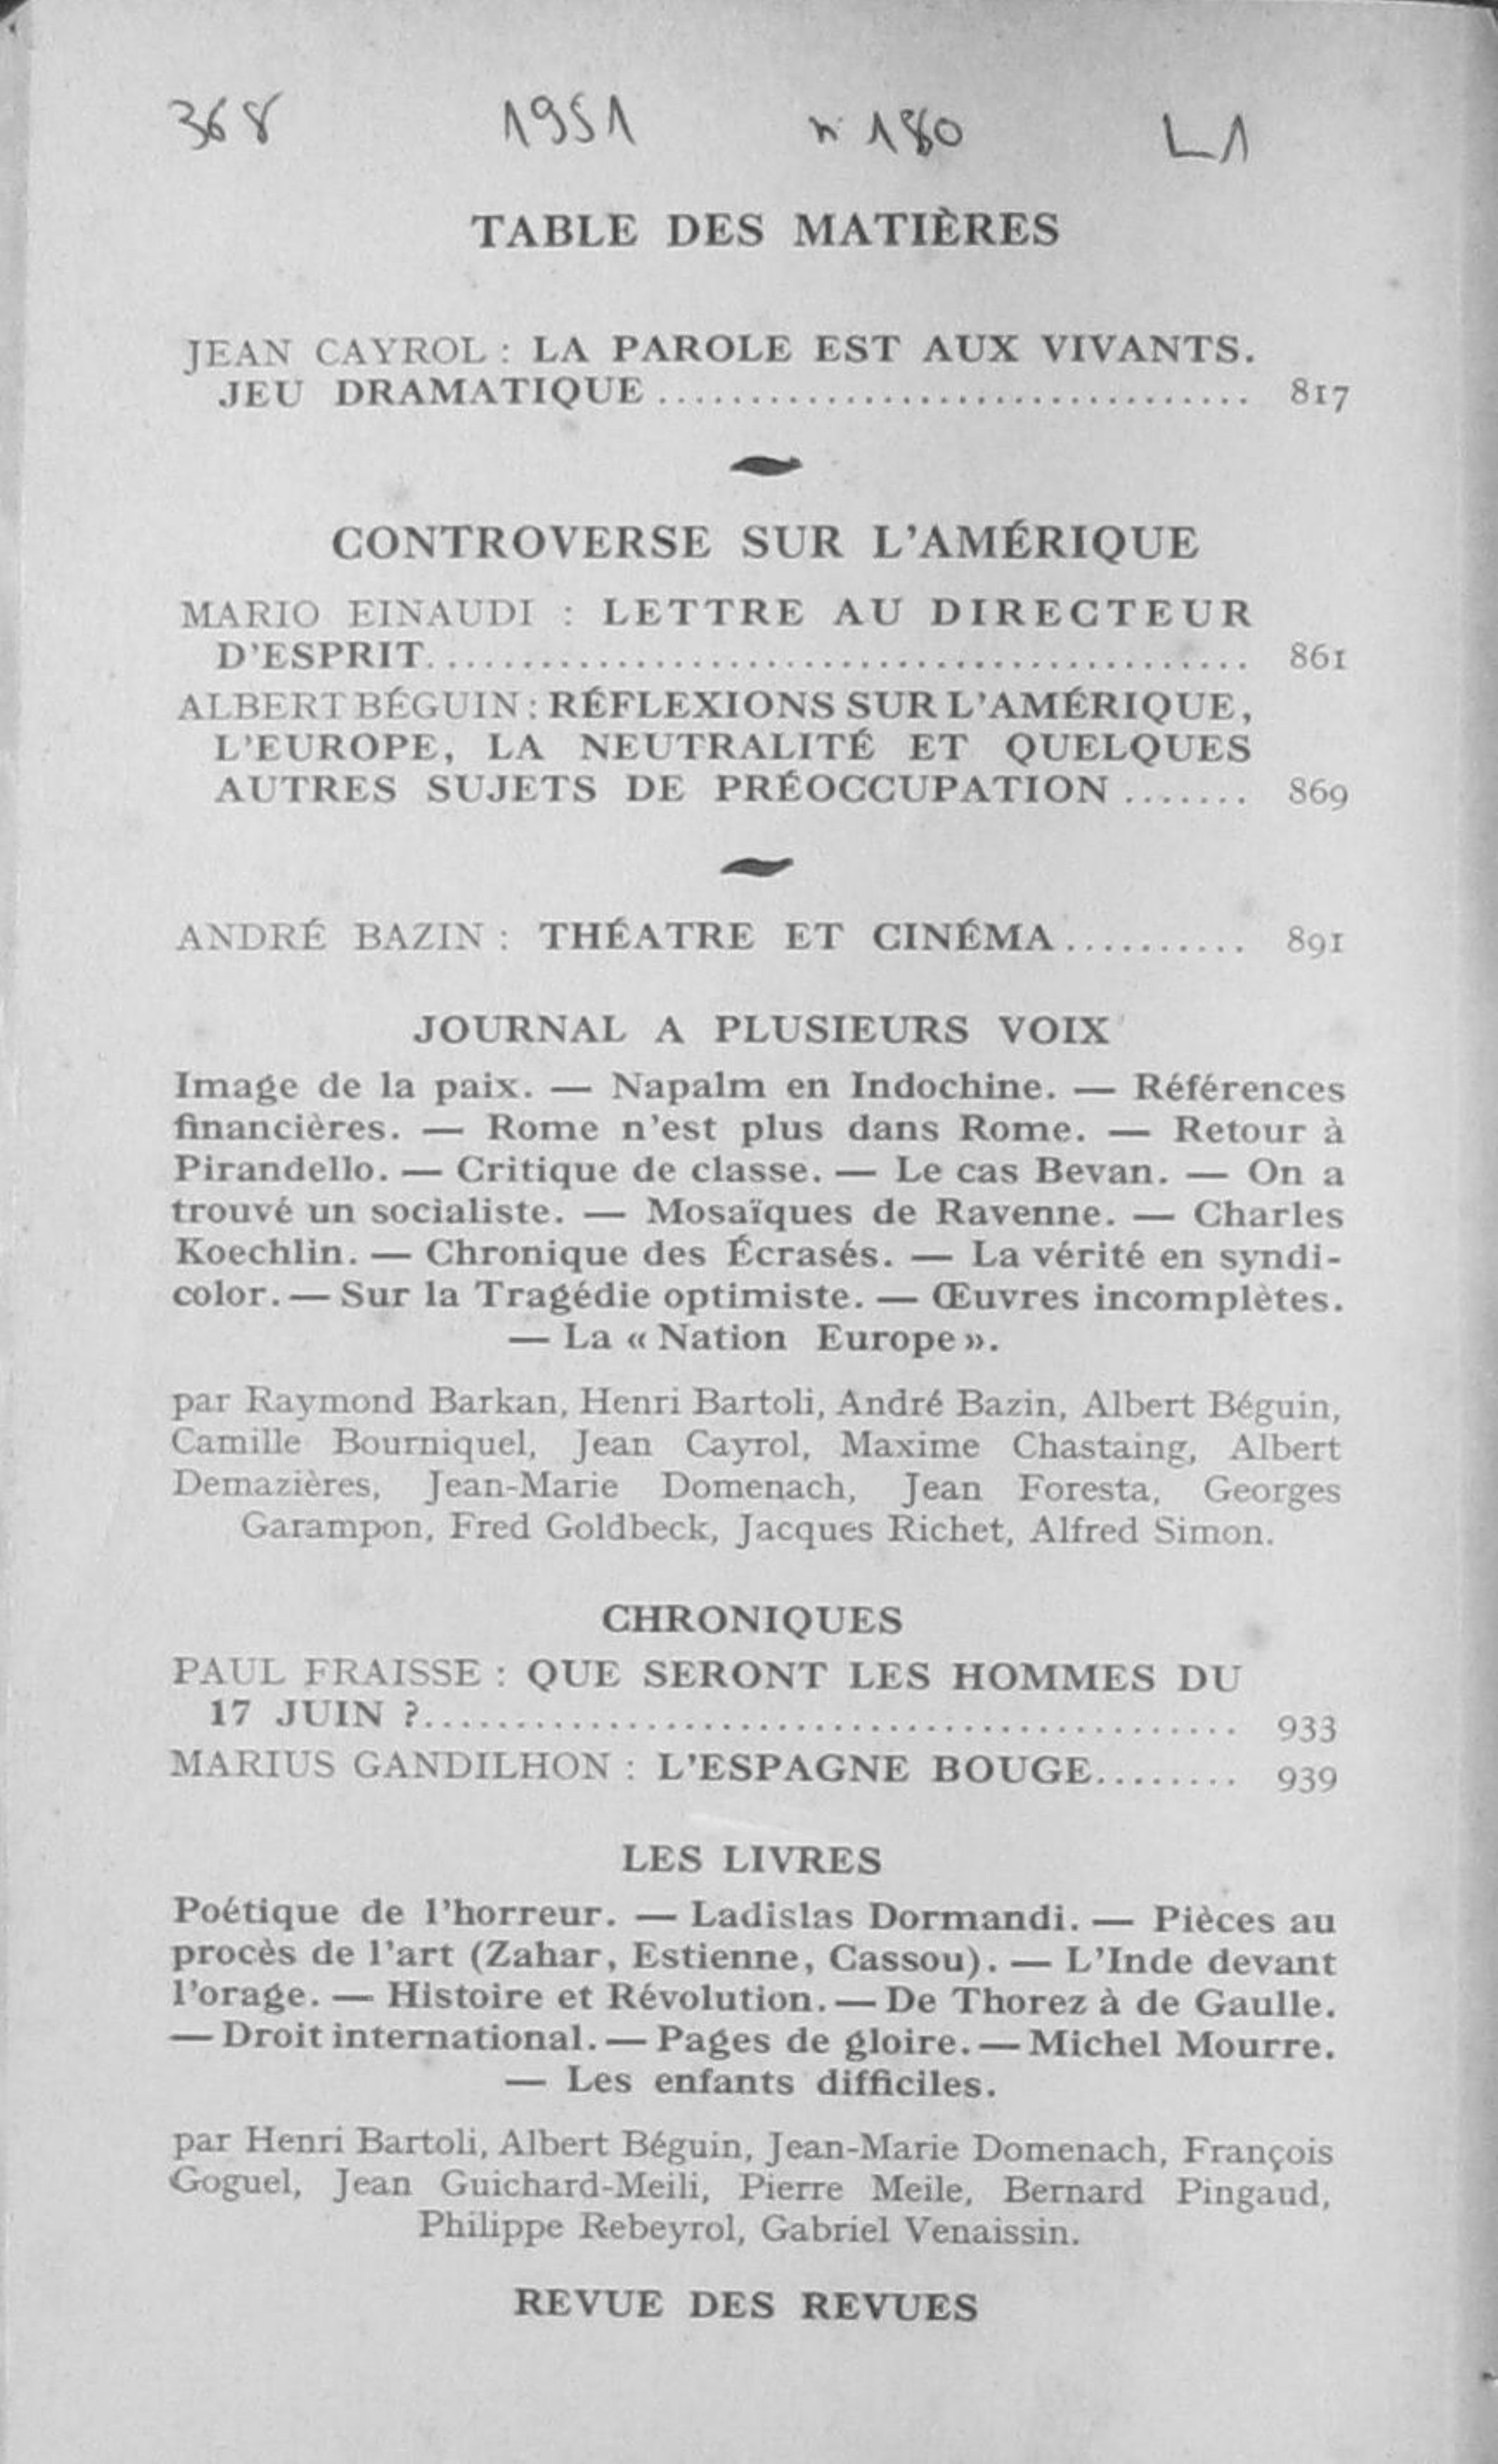 368 1951 n° 180 L1
TABLE DES MATIÈRES
JEAN CAYROL : LA PAROLE EST AUX VIVANTS.
JEU DRAMATIQUE ................................ 817
CONTROVERSE SUR L'AMÉRIQUE
MARIO EINAUDI : LETTRE AU DIRECTEUR
D'ESPRIT............................................. 861
ALBERT BÉGUIN : RÉFLEXIONS SUR L'AMÉRIQUE,
L'EUROPE, LA NEUTRALITÉ ET QUELQUES
AUTRES SUJETS DE PRÉOCCUPATION ....... 869
ANDRÉ BAZIN : THÉATRE ET CINÉMA.......... 891
JOURNAL A PLUSIEURS VOIX
Image de la paix. — Napalm en Indochine. — Références
financières. — Rome n'est plus dans Rome. — Retour à
Pirandello. — Critique de classe. — Le cas Bevan. — On a
trouvé un socialiste. — Mosaïques de Ravenne. — Charles
Koechlin. — Chronique des Écrasés. — La vérité en syndi-
color. — Sur la Tragédie optimiste. — Œuvres incomplètes.
— La « Nation Europe ».
par Raymond Barkan, Henri Bartoli, André Bazin, Albert Béguin,
Camille Bourniquel, Jean Cayrol, Maxime Chastaing, Albert
Demazières, Jean-Marie Domenach, Jean Foresta, Georges
Garampon, Fred Goldbeck, Jacques Richet, Alfred Simon.
CHRONIQUES
PAUL FRAISSE : QUE SERONT LES HOMMES DU
17 JUIN ?............................................. 933
MARIUS GANDILHON : L'ESPAGNE BOUGE........ 939
LES LIVRES
Poétique de l'horreur. — Ladislas Dormandi. — Pièces au
procès de l'art (Zahar, Estienne, Cassou). — L'Inde devant
l'orage. — Histoire et Révolution. — De Thorez à de Gaulle.
— Droit international. — Pages de gloire. — Michel Mourre.
— Les enfants difficiles.
par Henri Bartoli, Albert Béguin, Jean-Marie Domenach, François
Goguel, Jean Guichard-Meili, Pierre Meile, Bernard Pingaud,
Philippe Rebeyrol, Gabriel Venaissin.
REVUE DES REVUES